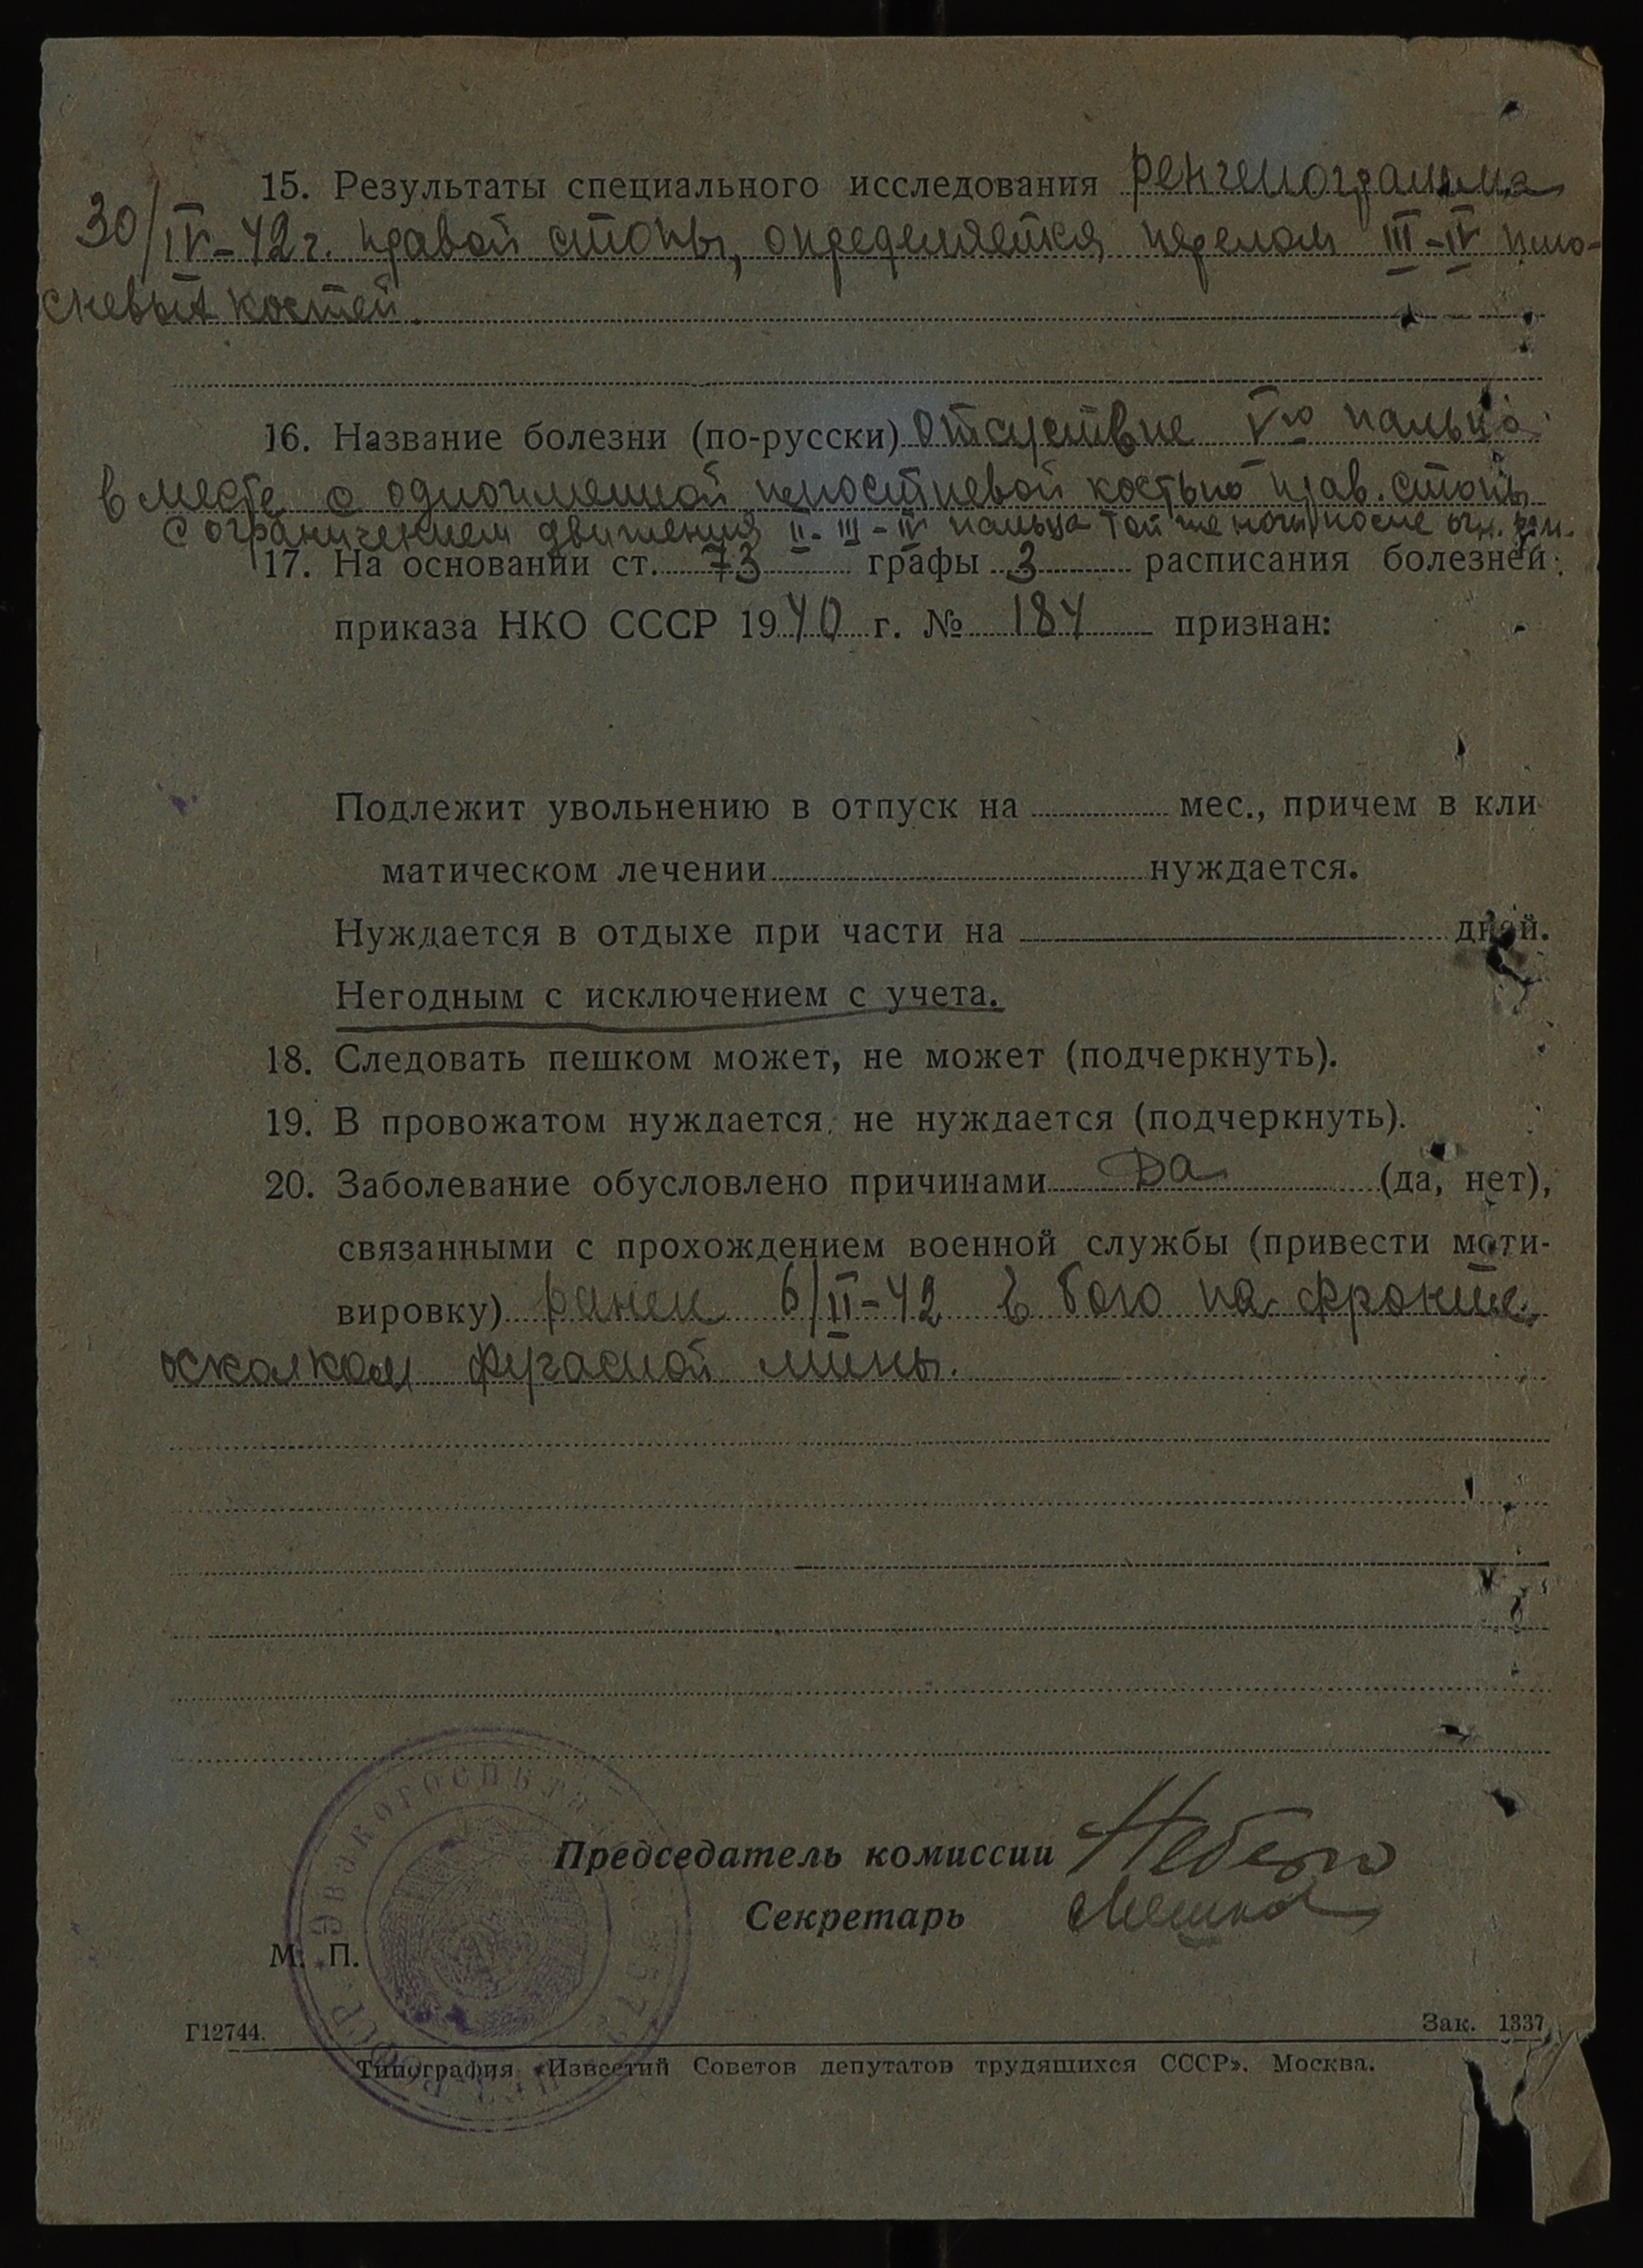 15. Результаты специального исследования рентгенограмма
30/IV-42 г. правой стопы, определяется перелом III-IV плю-
сневых костей.
16. Название болезни (по-русски) Отсутствие Vго пальца
в месте с одноименной плюсневой костью прав. стопы
с ограничением движения II-III-IV пальца той же ноги после огн. ран.
17. На основании ст. 73 графы 3 расписания болезней
приказа НКО СССР 1940 г. № 184 признан:
Подлежит увольнению в отпуск на мес., причем в кли
матическом лечении нуждается.
Нуждается в отдыхе при части на дней.
Негодным с исключением с учета.
18. Следовать пешком может, не может (подчеркнуть).
19. В провожатом нуждается, не нуждается (подчеркнуть).
20. Заболевание обусловлено причинами Да (да, нет),
связанными с прохождением военной службы (привести моти-
вировку) ранен 6/II-42 в бою на фронте
осколком фугасной мины.
Председатель комиссии
Секретарь
М. П.
Г12744. Зак. 1337
Типография «Известий Советов депутатов трудящихся СССР». Москва.